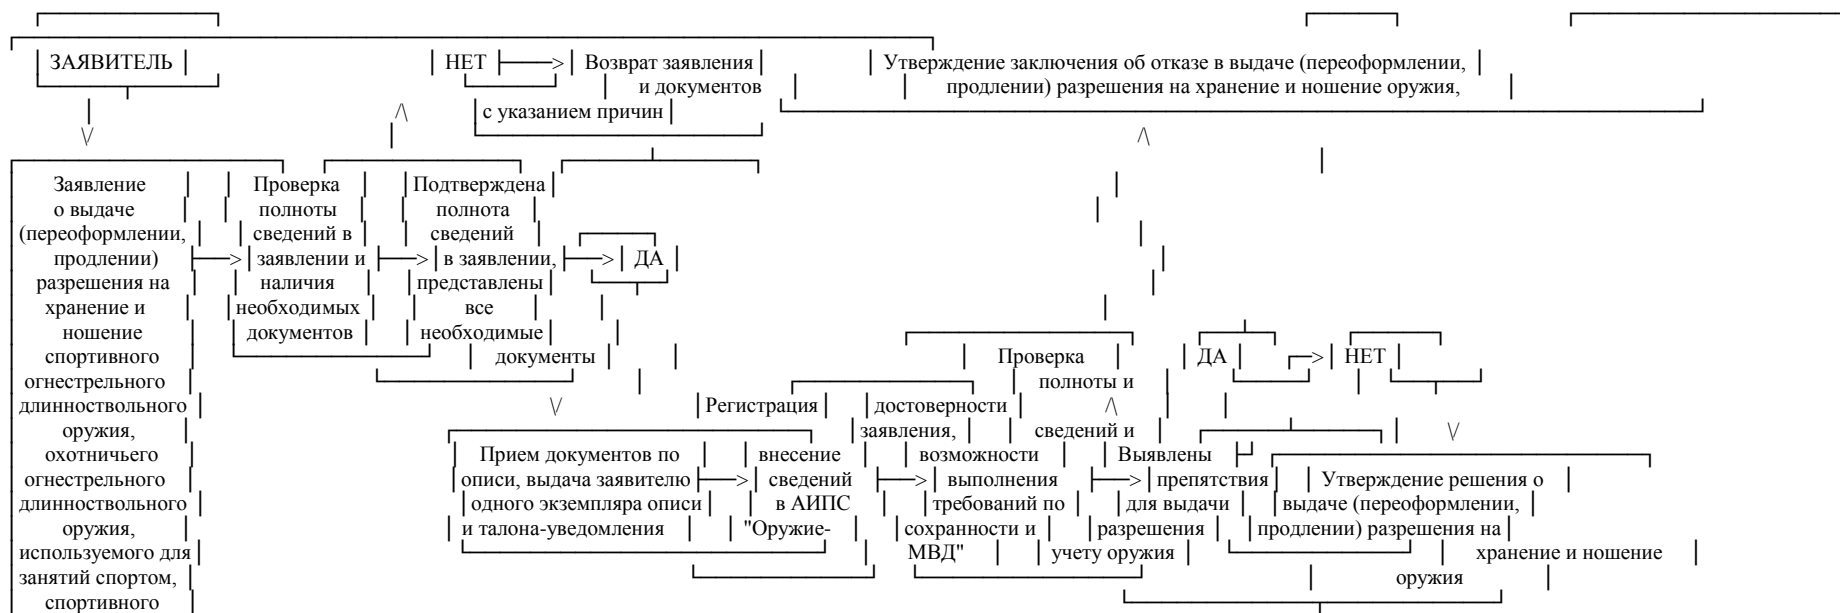 ЗАЯВИТЕЛЬ НЕТ Возврат заявления Утверждение заключения об отказе в выдаче (переоформлении,
и документов продлении) разрешения на хранение и ношение оружия,
с указанием причин
Заявление Проверка Подтверждена
о выдаче полноты полнота
(переоформлении, сведений в сведений
продлении) заявлении и в заявлении, ДА
разрешения на наличия представлены
хранение и необходимых все
ношение документов необходимые
спортивного документы Проверка ДА НЕТ
огнестрельного полноты и
длинноствольного Регистрация достоверности
оружия, заявления, сведений и
охотничьего Прием документов по внесение возможности Выявлены
огнестрельного описи, выдача заявителю сведений выполнения препятствия Утверждение решения о
длинноствольного одного экземпляра описи в АИПС требований по для выдачи выдаче (переоформлении,
оружия, и талона-уведомления "Оружие- сохранности и разрешения продлении) разрешения на
используемого для МВД" учету оружия хранение и ношение
занятий спортом, оружия
спортивного